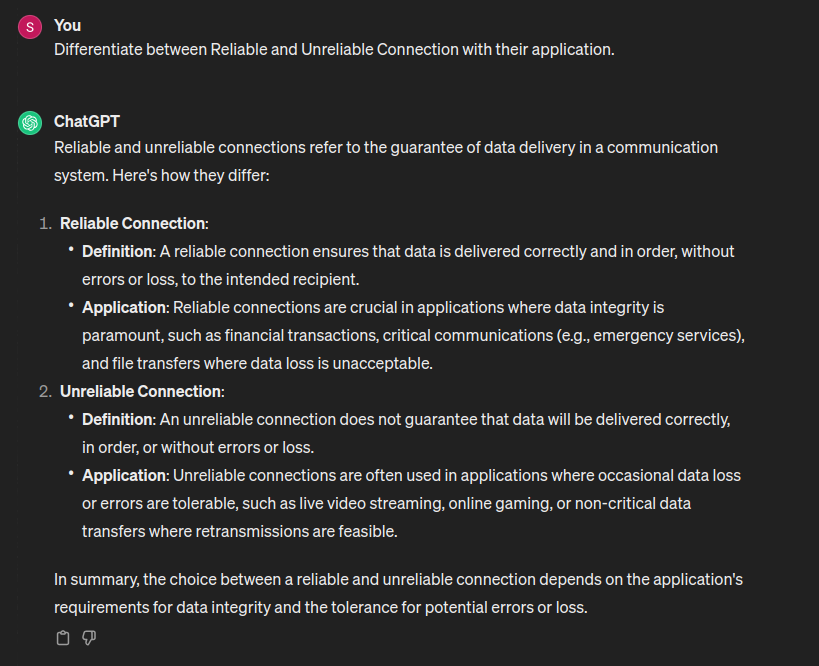 S You
Differentiate between Reliable and Unreliable Connection with their application.
ChatGPT
Reliable and unreliable connections refer to the guarantee of data delivery in a communication
system. Here's how they differ:
1. Reliable Connection:
• Definition: A reliable connection ensures that data is delivered correctly and in order, without
errors or loss, to the intended recipient.
• Application: Reliable connections are crucial in applications where data integrity is
paramount, such as financial transactions, critical communications (e.g., emergency services),
and file transfers where data loss is unacceptable.
2. Unreliable Connection:
• Definition: An unreliable connection does not guarantee that data will be delivered correctly,
in order, or without errors or loss.
• Application: Unreliable connections are often used in applications where occasional data loss
or errors are tolerable, such as live video streaming, online gaming, or non-critical data
transfers where retransmissions are feasible.
In summary, the choice between a reliable and unreliable connection depends on the application's
requirements for data integrity and the tolerance for potential errors or loss.